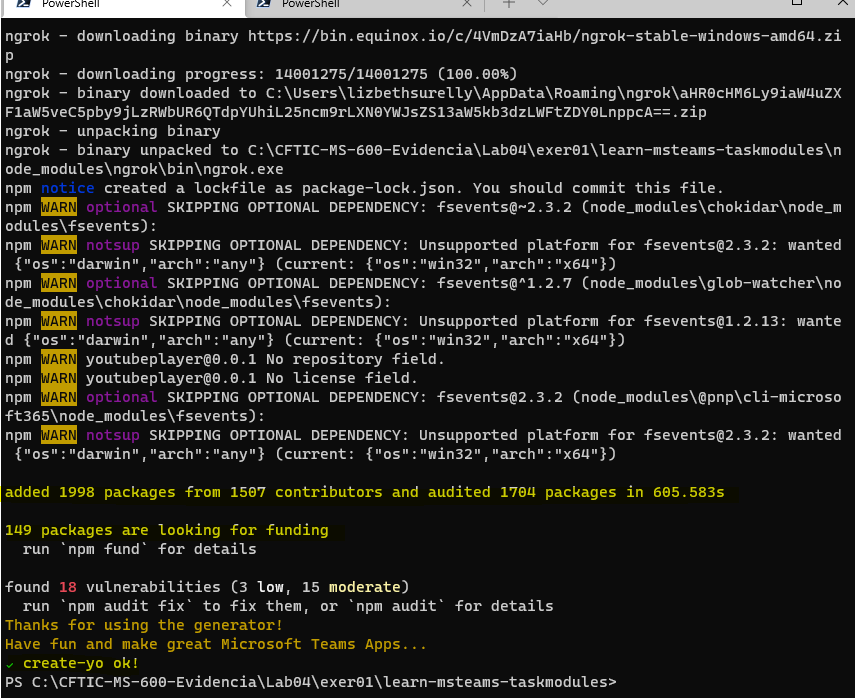 PowerShell PowerShell
ngrok - downloading binary https://bin.equinox.io/c/4VmDzA7iaHb/ngrok-stable-windows-amd64.zi
p
ngrok - downloading progress: 14001275/14001275 (100.00%)
ngrok - binary downloaded to C:\Users\lizbethsurelly\AppData\Roaming\ngrok\aHR0cHM6Ly9iaW4uZX
F1aW5veC5pby9jLzRWbUR6QTdpYUhiL25ncm9rLXN0YWJsZS13aW5kb3dzLWFtZDY0LnppcA==.zip
ngrok - unpacking binary
ngrok - binary unpacked to C:\CFTIC-MS-600-Evidencia\Lab04\exer01\learn-msteams-taskmodules\n
ode_modules\ngrok\bin\ngrok.exe
npm notice created a lockfile as package-lock.json. You should commit this file.
npm WARN optional SKIPPING OPTIONAL DEPENDENCY: fsevents@~2.3.2 (node_modules\chokidar\node_m
odules\fsevents):
npm WARN notsup SKIPPING OPTIONAL DEPENDENCY: Unsupported platform for fsevents@2.3.2: wanted
 {"os":"darwin","arch":"any"} (current: {"os":"win32","arch":"x64"})
npm WARN optional SKIPPING OPTIONAL DEPENDENCY: fsevents@^1.2.7 (node_modules\glob-watcher\no
de_modules\chokidar\node_modules\fsevents):
npm WARN notsup SKIPPING OPTIONAL DEPENDENCY: Unsupported platform for fsevents@1.2.13: wante
d {"os":"darwin","arch":"any"} (current: {"os":"win32","arch":"x64"})
npm WARN youtubeplayer@0.0.1 No repository field.
npm WARN youtubeplayer@0.0.1 No license field.
npm WARN optional SKIPPING OPTIONAL DEPENDENCY: fsevents@2.3.2 (node_modules\@pnp\cli-microso
ft365\node_modules\fsevents):
npm WARN notsup SKIPPING OPTIONAL DEPENDENCY: Unsupported platform for fsevents@2.3.2: wanted
 {"os":"darwin","arch":"any"} (current: {"os":"win32","arch":"x64"})
added 1998 packages from 1507 contributors and audited 1704 packages in 605.583s
149 packages are looking for funding
  run `npm fund` for details
found 18 vulnerabilities (3 low, 15 moderate)
  run `npm audit fix` to fix them, or `npm audit` for details
Thanks for using the generator!
Have fun and make great Microsoft Teams Apps...
✓ create-yo ok!
PS C:\CFTIC-MS-600-Evidencia\Lab04\exer01\learn-msteams-taskmodules>